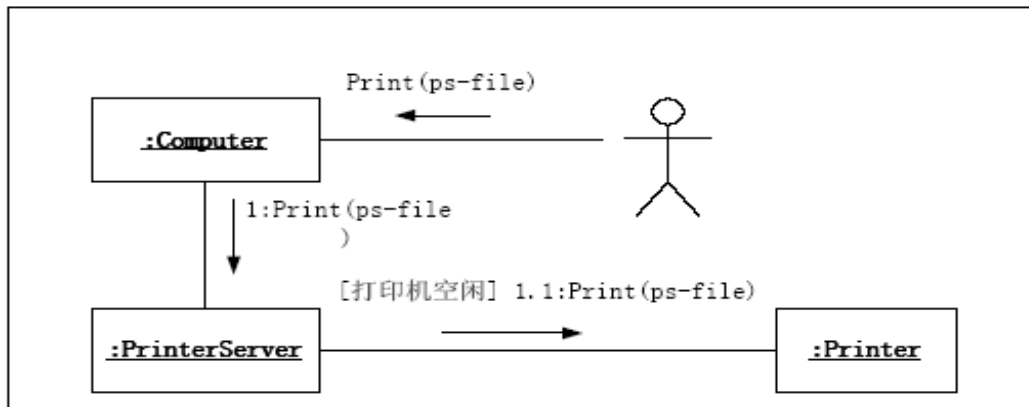 Print(ps-file)
:Computer
1:Print(ps-file
)
[打印机空闲] 1.1:Print(ps-file)
:PrinterServer
:Printer